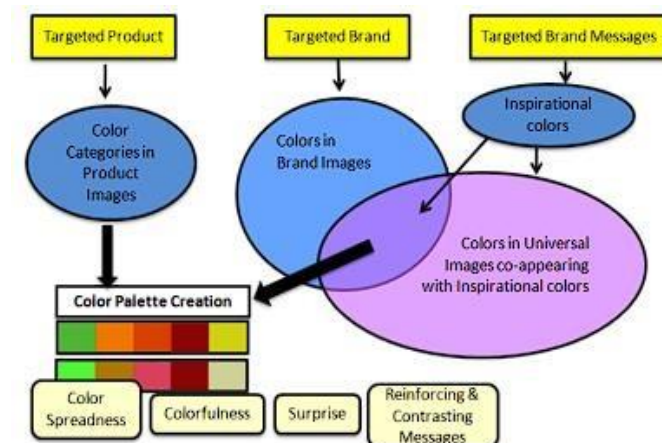 Targeted Product
Targeted Brand
Targeted Brand Messages
Color
Categories in
Product
Images
Colors in
Brand Images
Inspirational
colors
Colors in Universal
Images co-appearing
with Inspirational colors
Color Palette Creation
Color
Spreadness
Colorfulness
Surprise
Reinforcing &
Contrasting
Messages